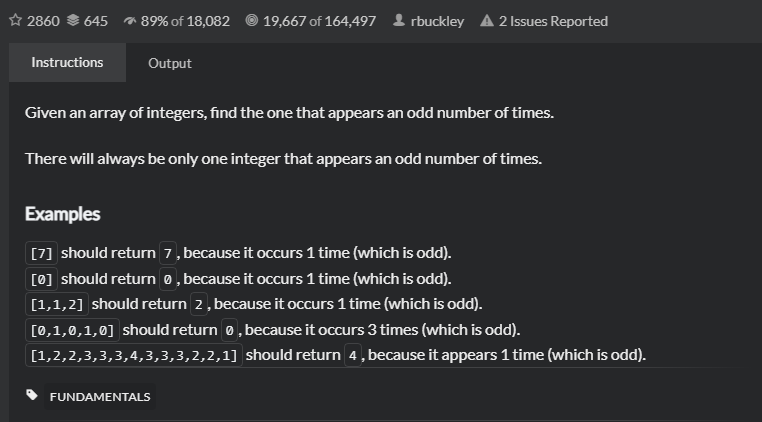 2860 645 89% of 18,082 19,667 of 164,497 rbuckley 2 Issues Reported
Instructions Output
Given an array of integers, find the one that appears an odd number of times.
There will always be only one integer that appears an odd number of times.
Examples
[7] should return 7, because it occurs 1 time (which is odd).
[0] should return 0, because it occurs 1 time (which is odd).
[1,1,2] should return 2, because it occurs 1 time (which is odd).
[0,1,0,1,0] should return 0, because it occurs 3 times (which is odd).
[1,2,2,3,3,3,4,3,3,3,2,2,1] should return 4, because it appears 1 time (which is odd).
FUNDAMENTALS